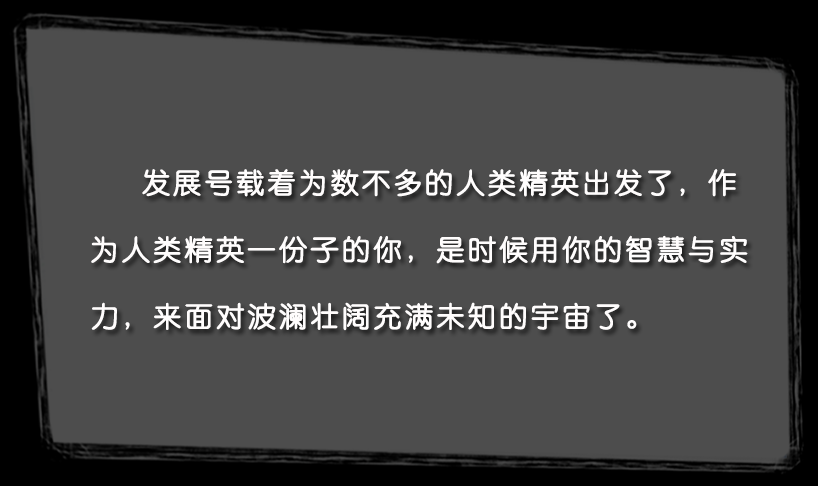 发展号载着为数不多的人类精英出发了，作
为人类精英一份子的你，是时候用你的智慧与实
力，来面对波澜壮阔充满未知的宇宙了。